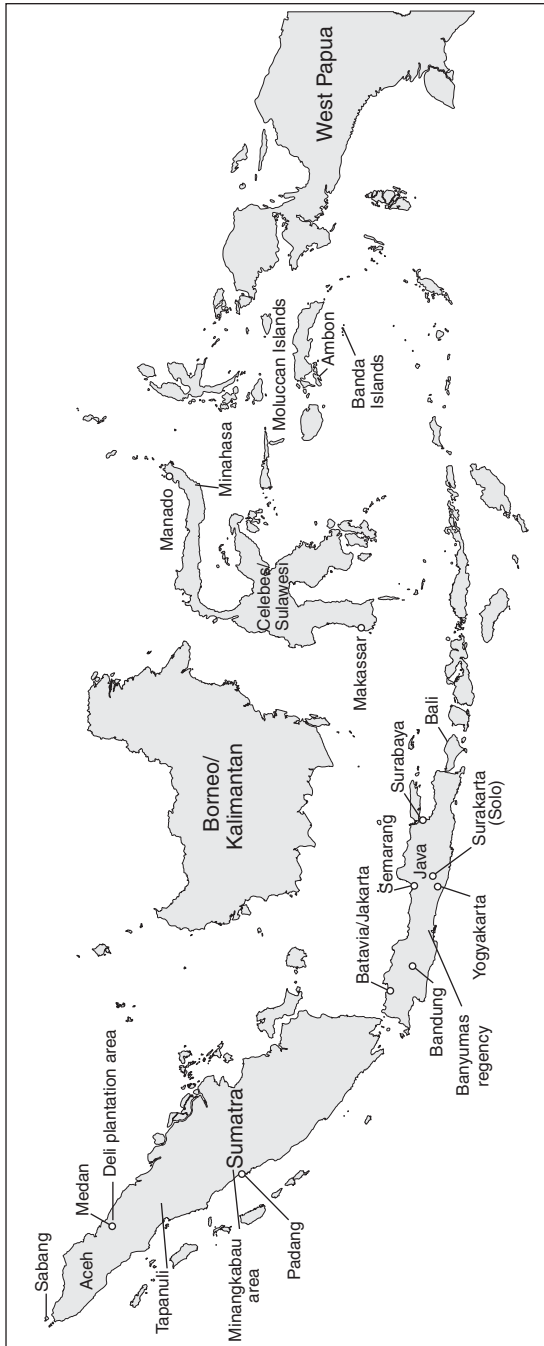 Sabang
Aceh
Medan
Deli plantation area
Tapanuli
Sumatra
Minangkabau
area
Padang
Borneo/
Kalimantan
Batavia/Jakarta
Semarang
Surabaya
Java
Bali
Bandung
Banyumas
regency
Yogyakarta
Surakarta
(Solo)
Manado
Minahasa
Celebes/
Sulawesi
Makassar
Moluccan Islands
Ambon
Banda
Islands
West Papua